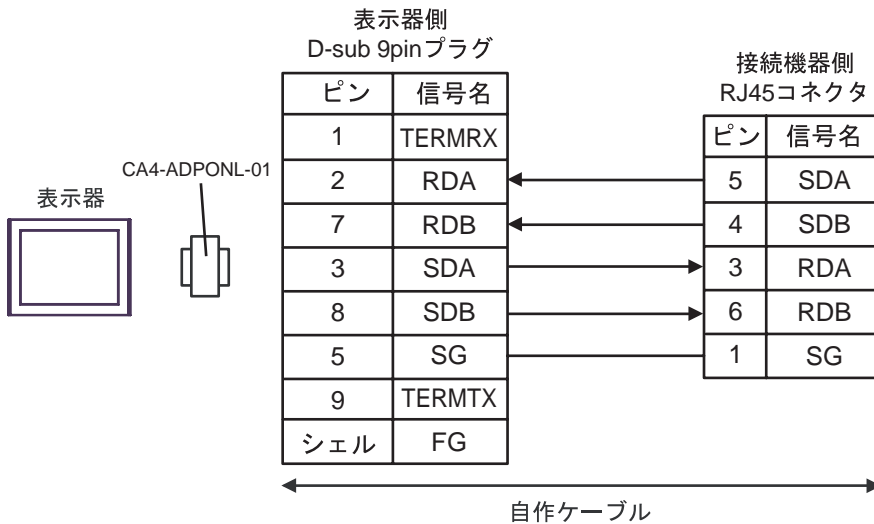 表示器側
D-sub 9pinプラグ
接続機器側
RJ45コネクタ
CA4-ADPONL-01
表示器
ピン 信号名
1 TERMRX
2 RDA
7 RDB
3 SDA
8 SDB
5 SG
9 TERMTX
シェル FG
ピン 信号名
5 SDA
4 SDB
3 RDA
6 RDB
1 SG
自作ケーブル